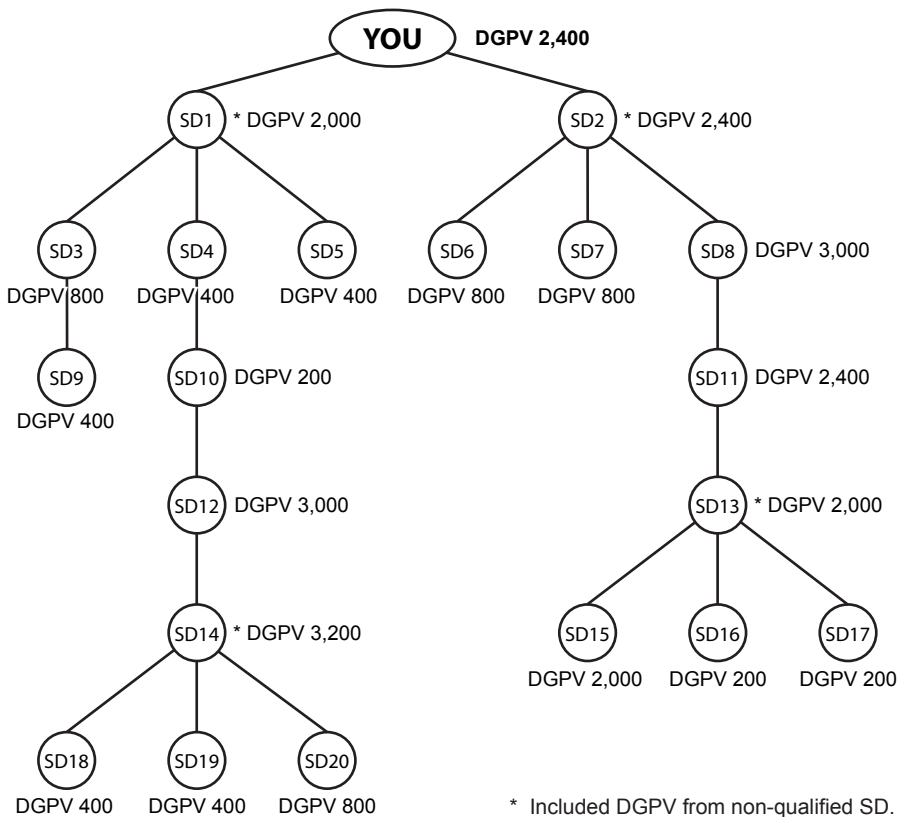 YOU DGPV 2,400
SD1 * DGPV 2,000 SD2 * DGPV 2,400
SD3 SD4 SD5 SD6 SD7 SD8 DGPV 3,000
DGPV 800 DGPV 400 DGPV 400 DGPV 800 DGPV 800
SD9 SD10 DGPV 200 SD11 DGPV 2,400
DGPV 400
SD12 DGPV 3,000 SD13 * DGPV 2,000
SD14 * DGPV 3,200 SD15 SD16 SD17
DGPV 2,000 DGPV 200 DGPV 200
SD18 SD19 SD20
DGPV 400 DGPV 400 DGPV 800 * Included DGPV from non-qualified SD.